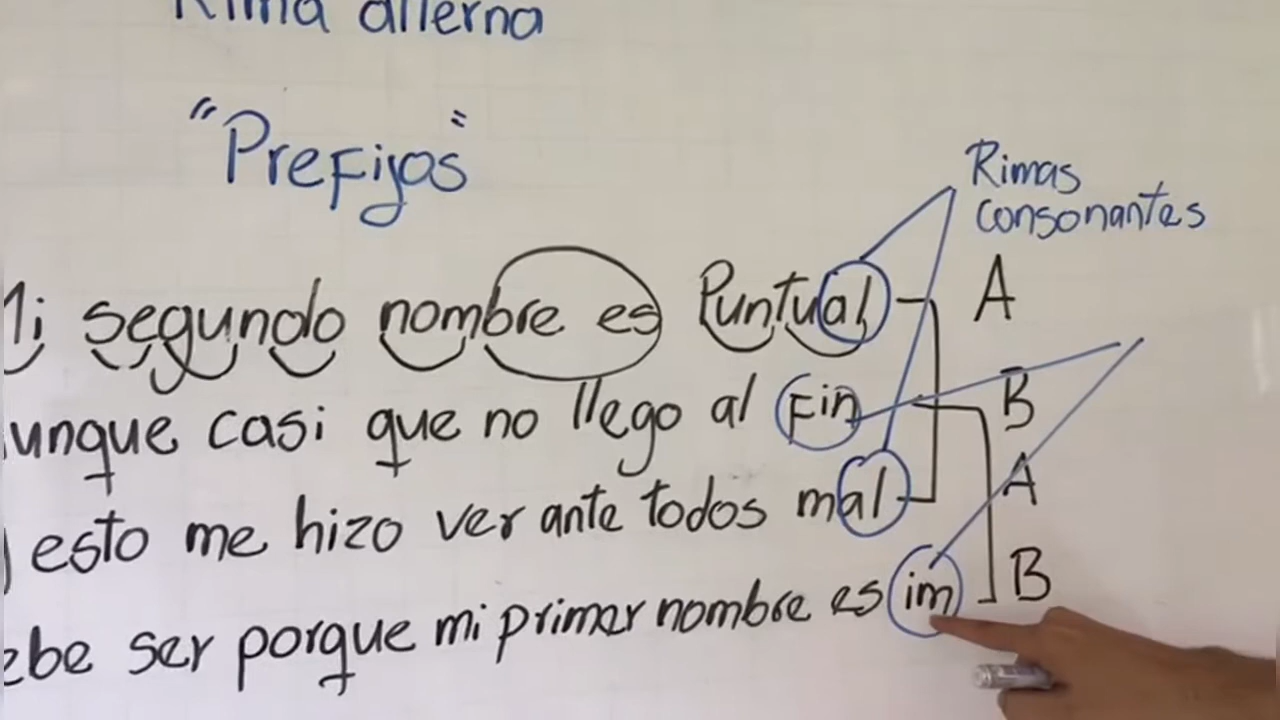 Rima alterna
"Prefijos"
Rimas
consonantes
Mi segundo nombre es Puntual - A
unque casi que no llego al Fin B
y esto me hizo ver ante todos mal A
ebe ser porque mi primer nombre es im B